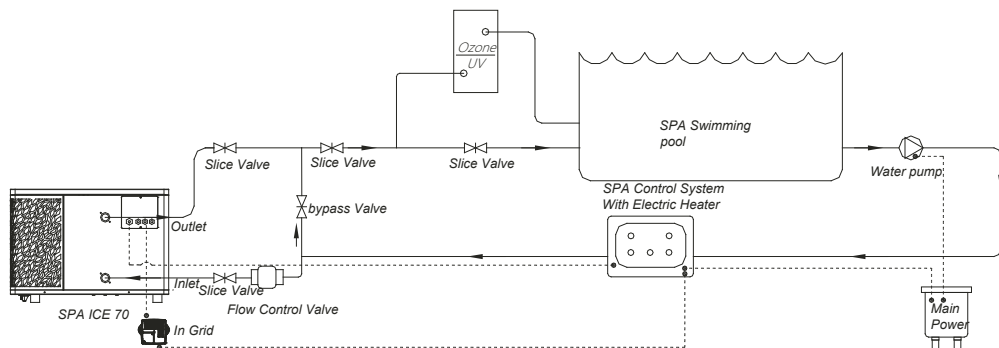 Ozone
UV
SPA Swimming
pool
Slice Valve
Slice Valve
Slice Valve
Water pump
SPA Control System
With Electric Heater
bypass Valve
Outlet
Inlet
Slice Valve
Flow Control Valve
SPA ICE 70
In Grid
Main
Power